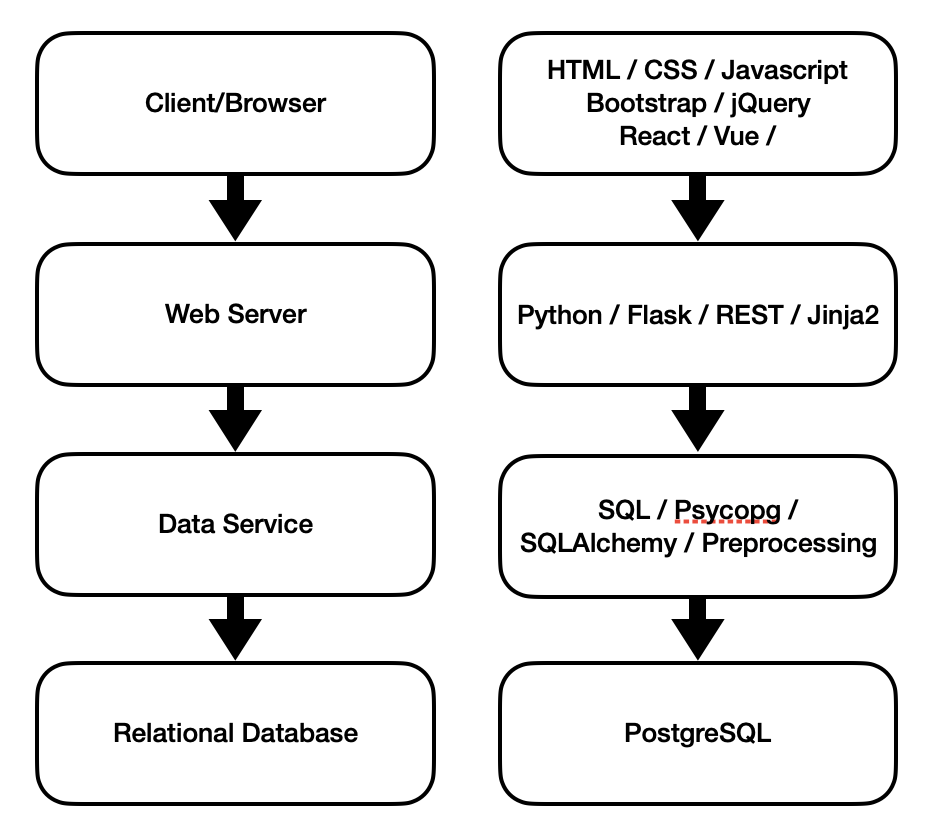 Client/Browser
HTML / CSS / Javascript
Bootstrap / jQuery
React / Vue /
Web Server
Python / Flask / REST / Jinja2
Data Service
SQL / Psycopg /
SQLAlchemy / Preprocessing
Relational Database
PostgreSQL